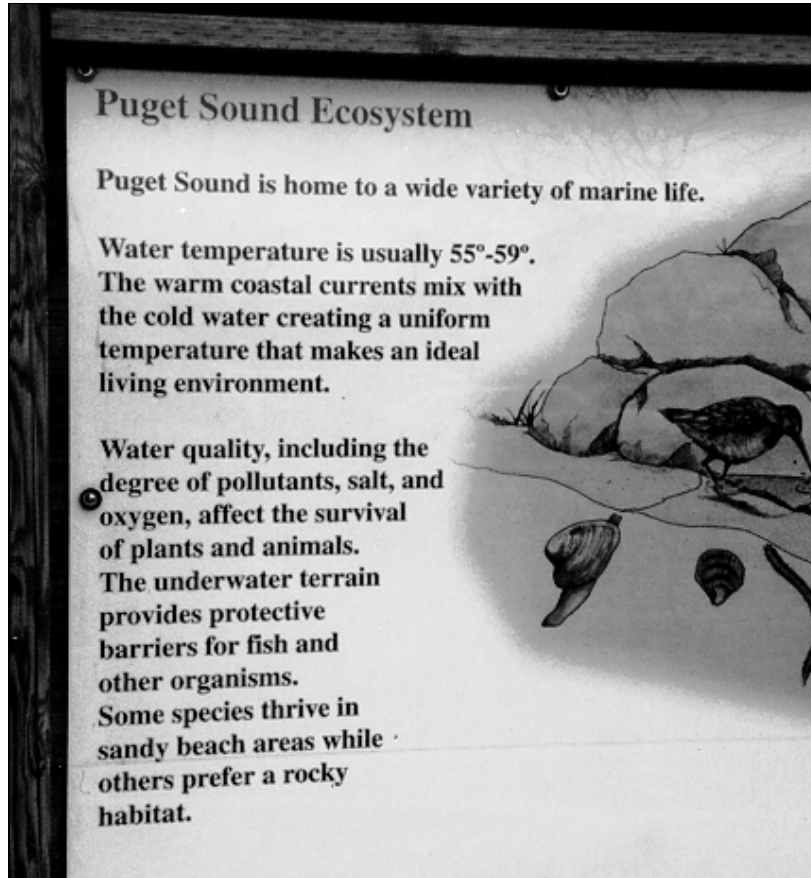 Puget Sound Ecosystem
Puget Sound is home to a wide variety of marine life.
Water temperature is usually 55º-59º.
The warm coastal currents mix with
the cold water creating a uniform
temperature that makes an ideal
living environment.
Water quality, including the
degree of pollutants, salt, and
oxygen, affect the survival
of plants and animals.
The underwater terrain
provides protective
barriers for fish and
other organisms.
Some species thrive in
sandy beach areas while
others prefer a rocky
habitat.